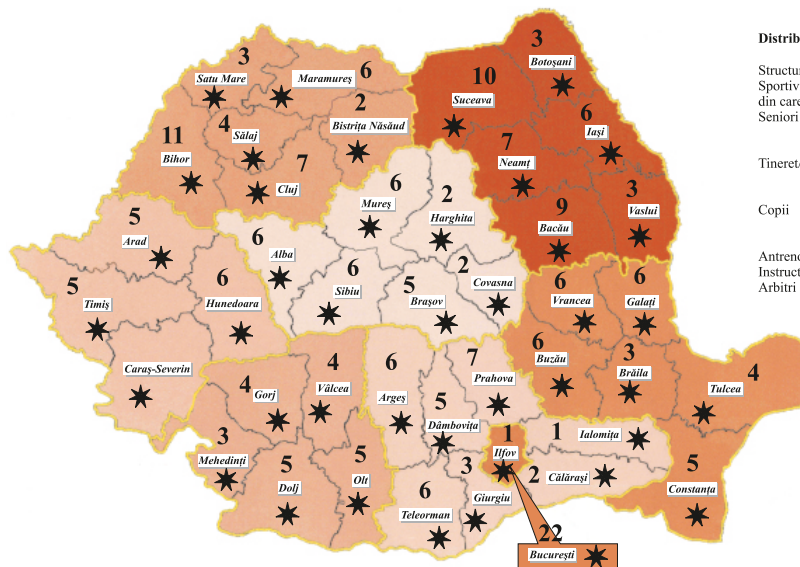 3
Satu Mare
6
Maramureș
4
Sălaj
2
Bistrița Năsăud
11
Bihor
7
Cluj
10
Suceava
3
Botoșani
6
Iași
7
Neamț
9
Bacău
3
Vaslui
5
Arad
6
Alba
6
Mureș
2
Harghita
5
Timiș
6
Hunedoara
6
Sibiu
5
Brașov
2
Covasna
Caraș-Severin
6
Vrancea
6
Galați
6
Buzău
3
Brăila
4
Tulcea
4
Gorj
4
Vâlcea
6
Argeș
7
Prahova
5
Dâmbovița
3
Mehedinți
5
Dolj
5
Olt
6
Teleorman
3
Giurgiu
1
Ilfov
1
Ialomița
2
Călărași
5
Constanța
22
București
Distrib
Structur
Sportiv
din care
Seniori
Tineret
Copii
Antreno
Instruct
Arbitri